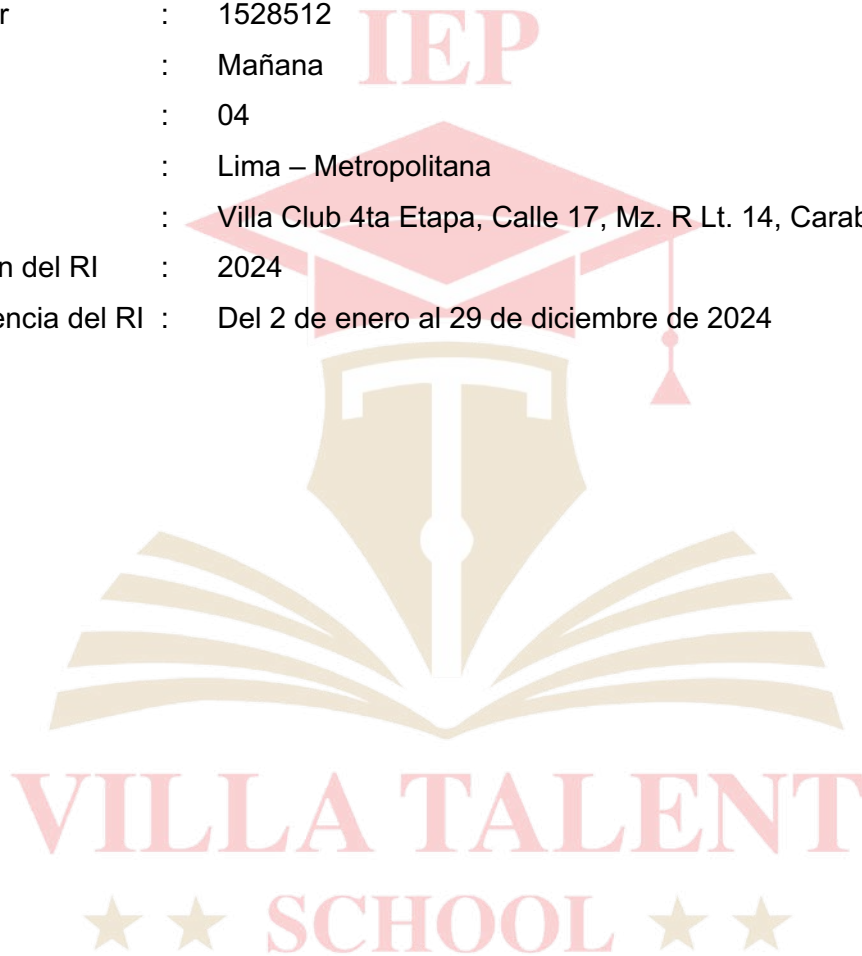 r : 1528512
IEP
: Mañana
: 04
: Lima – Metropolitana
: Villa Club 4ta Etapa, Calle 17, Mz. R Lt. 14, Carab
n del RI : 2024
encia del RI : Del 2 de enero al 29 de diciembre de 2024
VILLA TALENT
SCHOOL